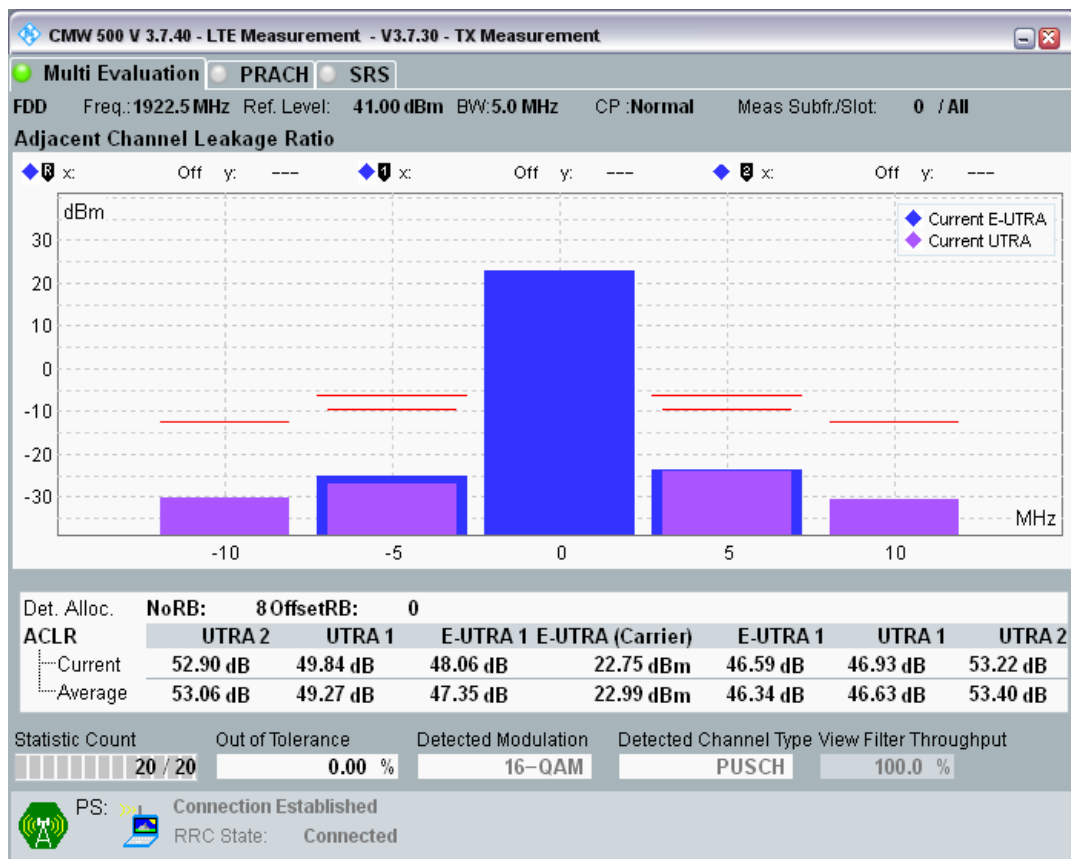 CMW 500 V 3.7.40 - LTE Measurement - V3.7.30 - TX Measurement
Multi Evaluation PRACH SRS
FDD Freq.: 1922.5 MHz Ref. Level: 41.00 dBm BW: 5.0 MHz CP :Normal Meas Subfr./Slot: 0 / All
Adjacent Channel Leakage Ratio
R x: Off y: --- 1 x: Off y: --- 2 x: Off y: ---
dBm
Current E-UTRA
Current UTRA
30
20
10
0
-10
-20
-30
MHz
-10 -5 0 5 10
Det. Alloc. NoRB: 8 OffsetRB: 0
ACLR UTRA 2 UTRA 1 E-UTRA 1 E-UTRA (Carrier) E-UTRA 1 UTRA 1 UTRA 2
Current 52.90 dB 49.84 dB 48.06 dB 22.75 dBm 46.59 dB 46.93 dB 53.22 dB
Average 53.06 dB 49.27 dB 47.35 dB 22.99 dBm 46.34 dB 46.63 dB 53.40 dB
Statistic Count Out of Tolerance Detected Modulation Detected Channel Type View Filter Throughput
20 / 20 0.00 % 16-QAM PUSCH 100.0 %
PS: Connection Established
RRC State: Connected